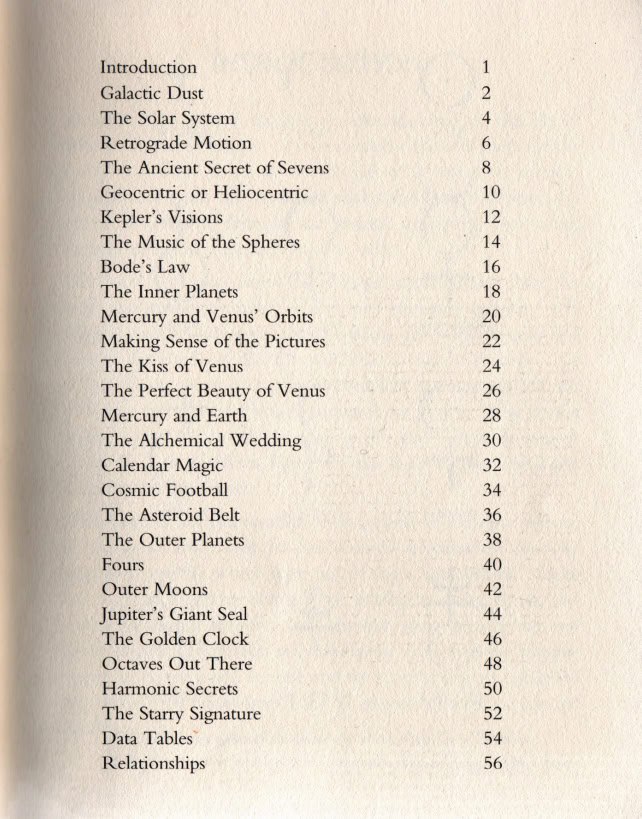 Introduction 1
Galactic Dust 2
The Solar System 4
Retrograde Motion 6
The Ancient Secret of Sevens 8
Geocentric or Heliocentric 10
Kepler's Visions 12
The Music of the Spheres 14
Bode's Law 16
The Inner Planets 18
Mercury and Venus' Orbits 20
Making Sense of the Pictures 22
The Kiss of Venus 24
The Perfect Beauty of Venus 26
Mercury and Earth 28
The Alchemical Wedding 30
Calendar Magic 32
Cosmic Football 34
The Asteroid Belt 36
The Outer Planets 38
Fours 40
Outer Moons 42
Jupiter's Giant Seal 44
The Golden Clock 46
Octaves Out There 48
Harmonic Secrets 50
The Starry Signature 52
Data Tables 54
Relationships 56